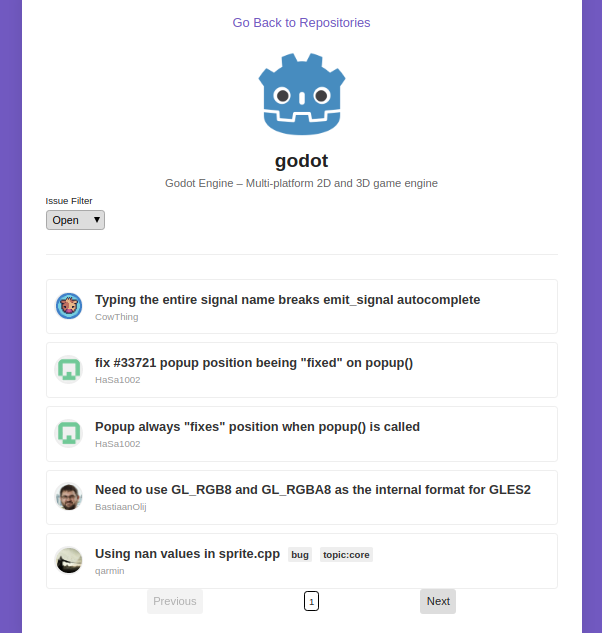 Go Back to Repositories
godot
Godot Engine – Multi-platform 2D and 3D game engine
Issue Filter
Open
Typing the entire signal name breaks emit_signal autocomplete
CowThing
fix #33721 popup position beeing "fixed" on popup()
HaSa1002
Popup always "fixes" position when popup() is called
HaSa1002
Need to use GL_RGB8 and GL_RGBA8 as the internal format for GLES2
BastiaanOlij
Using nan values in sprite.cpp bug topic:core
qarmin
Previous 1 Next